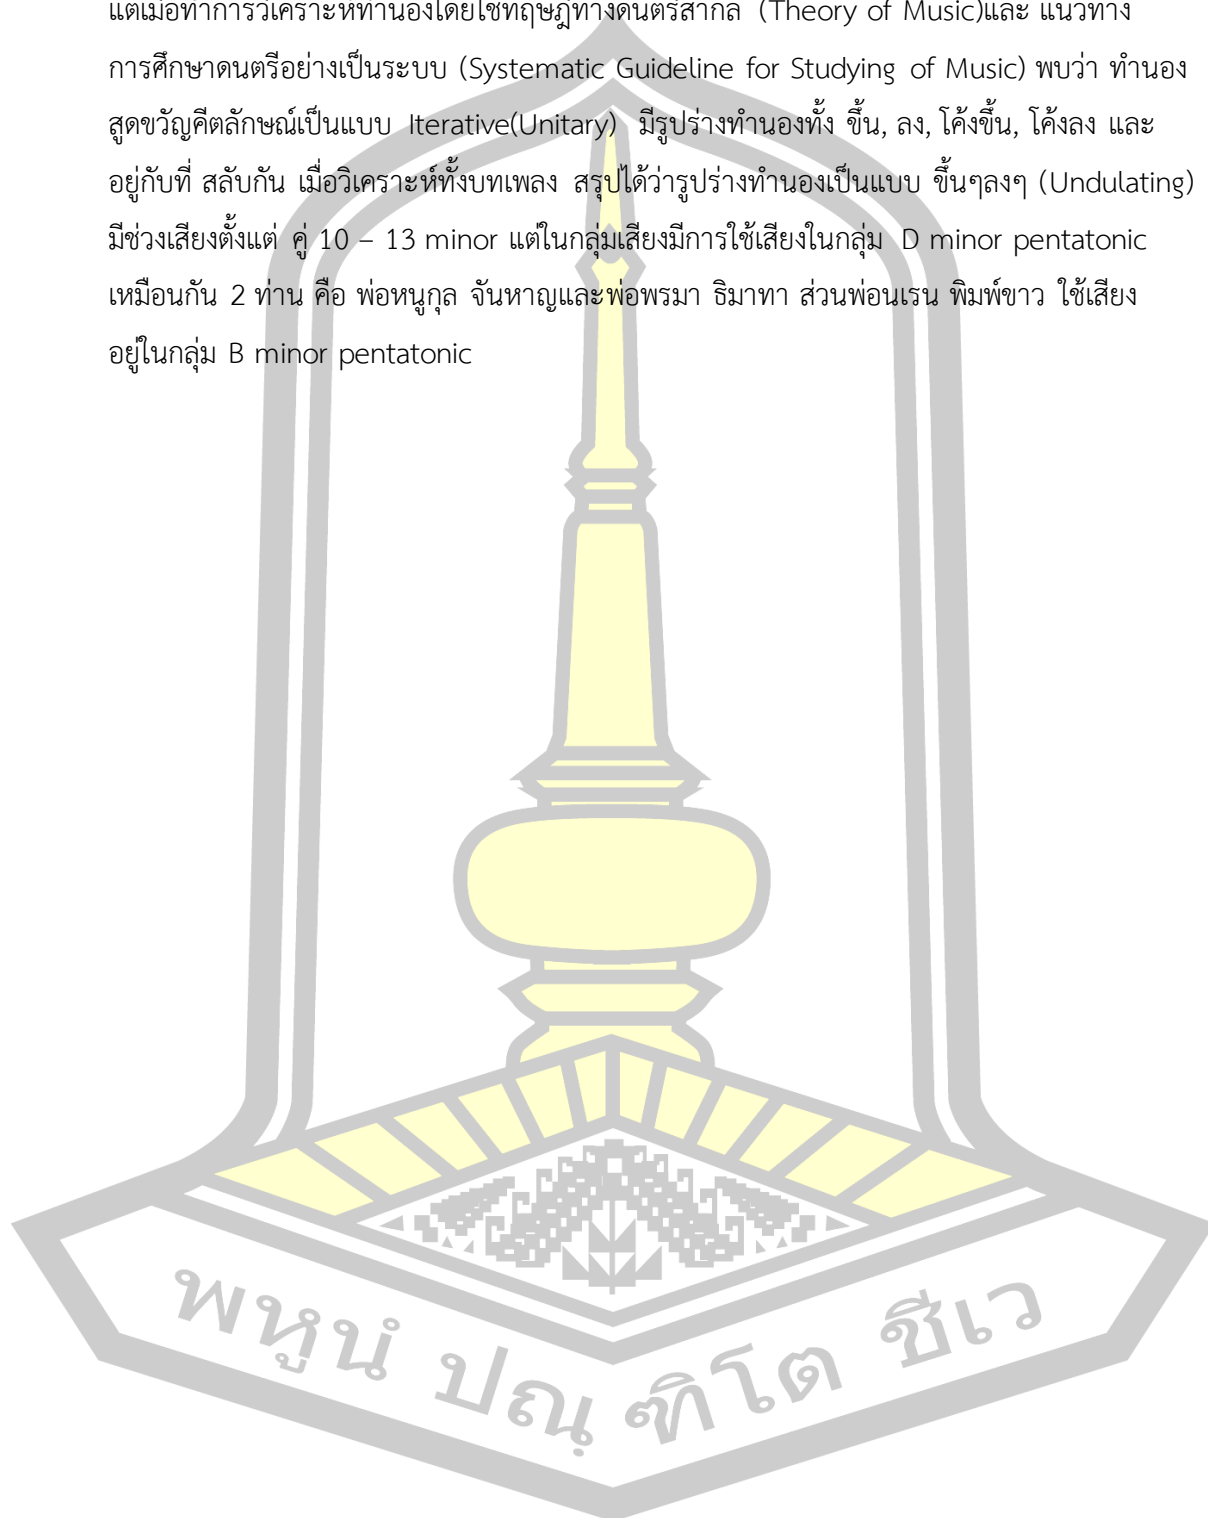 แต่เมื่อทำการวิเคราะห์ทำนองโดยใช้ทฤษฎีทางดนตรีสากล (Theory of Music)และ แนวทาง
การศึกษาดนตรีอย่างเป็นระบบ (Systematic Guideline for Studying of Music) พบว่า ทำนอง
สูดขวัญคีตลักษณ์เป็นแบบ Iterative(Unitary) มีรูปร่างทำนองทั้ง ขึ้น, ลง, โค้งขึ้น, โค้งลง และ
อยู่กับที่ สลับกัน เมื่อวิเคราะห์ทั้งบทเพลง สรุปได้ว่ารูปร่างทำนองเป็นแบบ ขึ้นๆลงๆ (Undulating)
มีช่วงเสียงตั้งแต่ คู่ 10 – 13 minor แต่ในกลุ่มเสียงมีการใช้เสียงในกลุ่ม D minor pentatonic
เหมือนกัน 2 ท่าน คือ พ่อหนูกุล จันหาญและพ่อพรมา ธิมาทา ส่วนพ่อนเรน พิมพ์ขาว ใช้เสียง
อยู่ในกลุ่ม B minor pentatonic
พหูนํ ปณฺฑิโต ชีเว